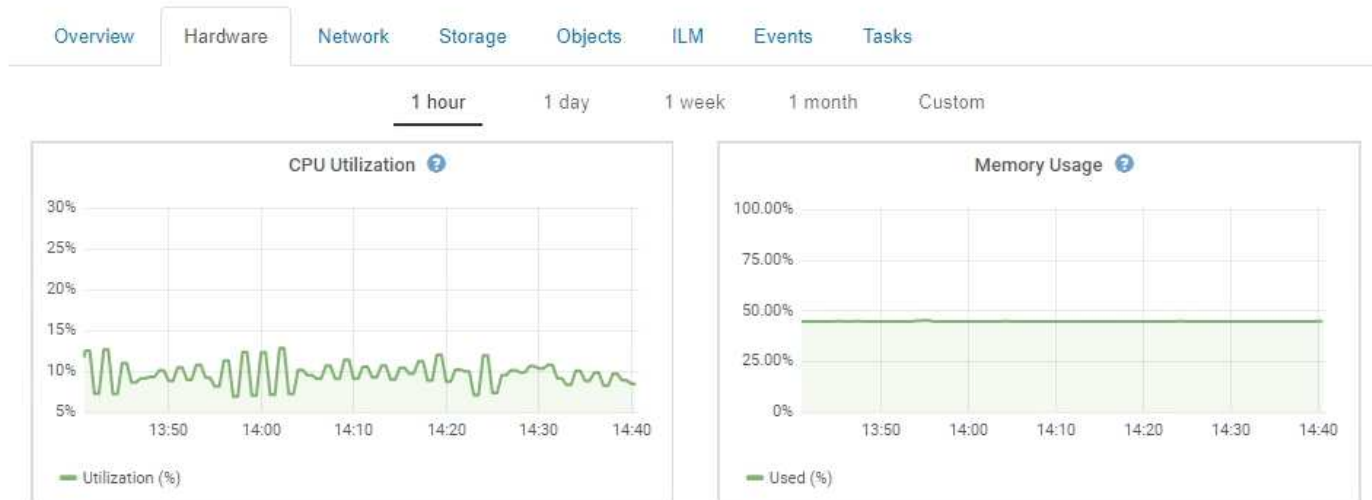 Overview Hardware Network Storage Objects ILM Events Tasks
1 hour 1 day 1 week 1 month Custom
CPU Utilization ?
30%
25%
20%
15%
10%
5%
13:50 14:00 14:10 14:20 14:30 14:40
Utilization (%)
Memory Usage ?
100.00%
75.00%
50.00%
25.00%
0%
13:50 14:00 14:10 14:20 14:30 14:40
Used (%)